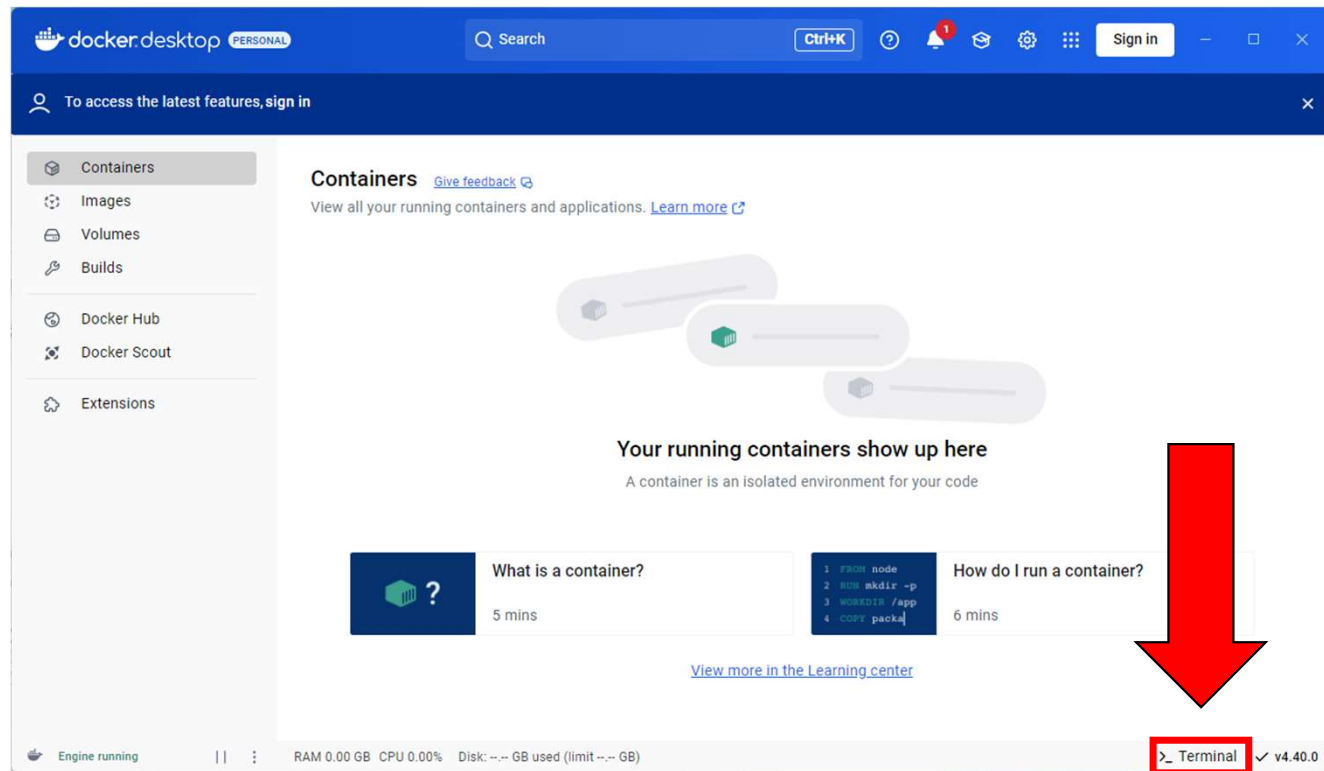 docker.desktop PERSONAL Search Ctrl+K 1 Sign in
To access the latest features, sign in
Containers
Images
Volumes
Builds
Docker Hub
Docker Scout
Extensions
Containers Give feedback
View all your running containers and applications. Learn more
Your running containers show up here
A container is an isolated environment for your code
?
What is a container?
5 mins
1 FROM node
2 RUN mkdir -p
3 WORKDIR /app
4 COPY packa
How do I run a container?
6 mins
View more in the Learning center
Engine running RAM 0.00 GB CPU 0.00% Disk: --.-- GB used (limit --.-- GB) >_ Terminal v4.40.0